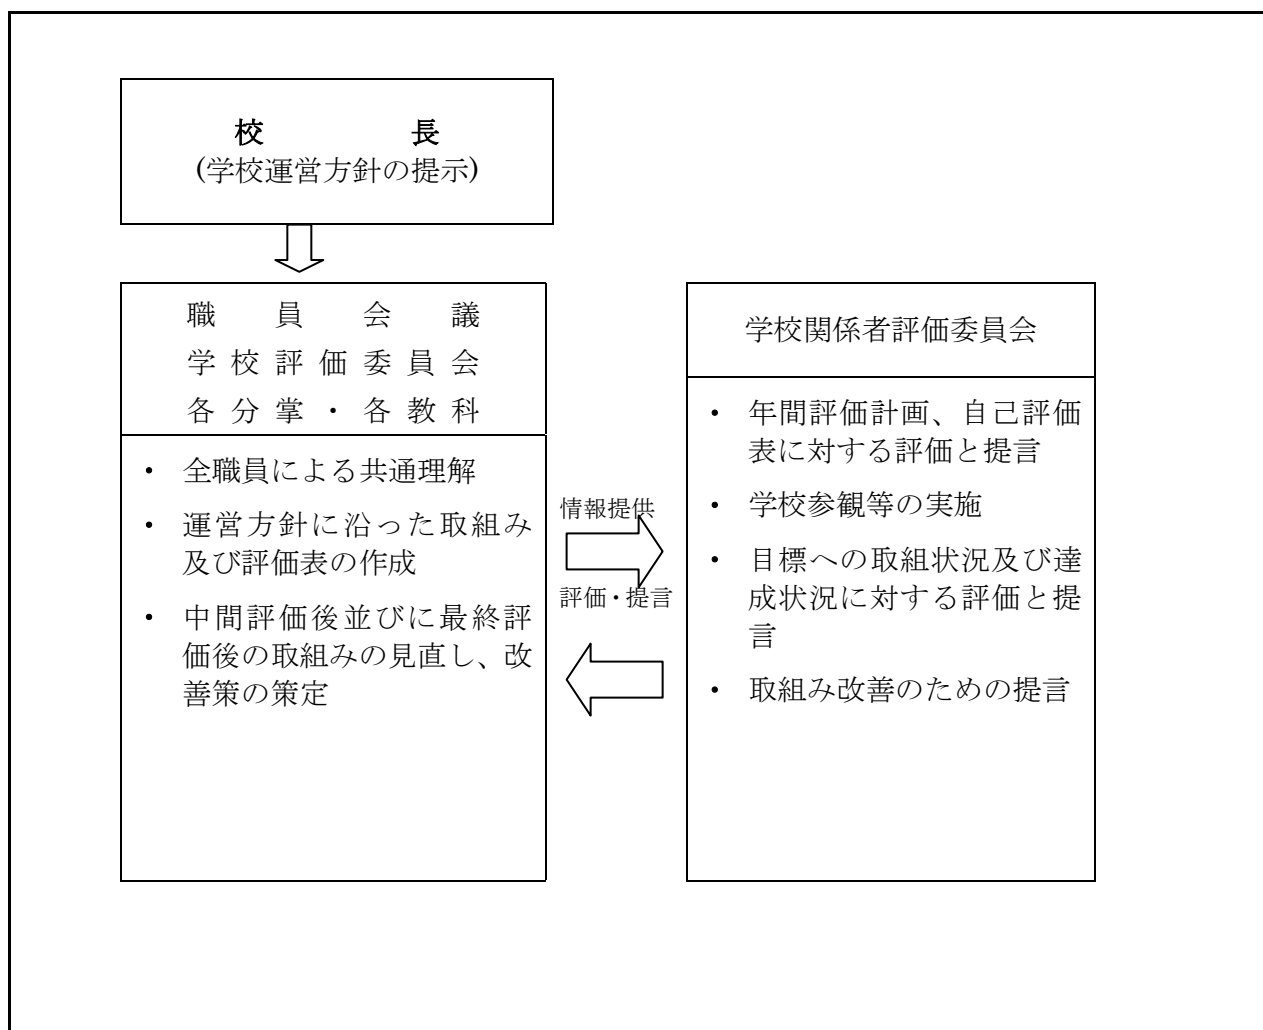 校　　　　長
(学校運営方針の提示)
職　員　会　議
学校評価委員会
各分掌・各教科
・ 全職員による共通理解
・ 運営方針に沿った取組み
及び評価表の作成
・ 中間評価後並びに最終評
価後の取組みの見直し、改
善策の策定
情報提供
評価・提言
学校関係者評価委員会
・ 年間評価計画、自己評価
表に対する評価と提言
・ 学校参観等の実施
・ 目標への取組状況及び達
成状況に対する評価と提
言
・ 取組み改善のための提言